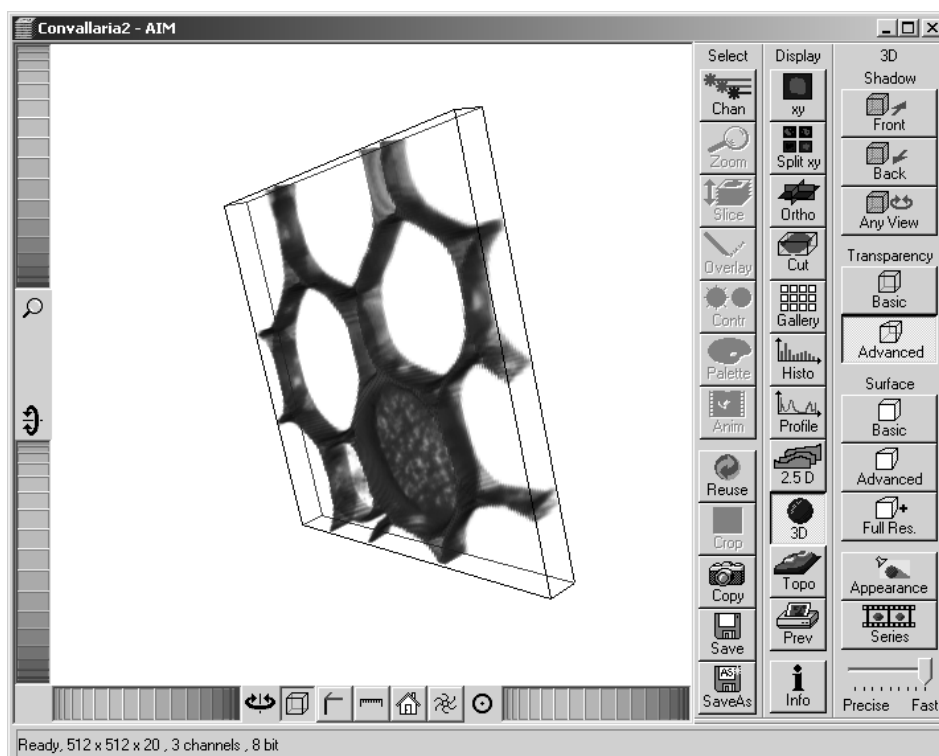 Convallaria2 - AIM
Select
Chan
Zoom
Slice
Overlay
Contr
Palette
Anim
Reuse
Crop
Copy
Save
AS
SaveAs
Display
xy
Split xy
Ortho
Cut
Gallery
Histo
Profile
2.5 D
3D
Topo
Prev
Info
3D
Shadow
Front
Back
Any View
Transparency
Basic
Advanced
Surface
Basic
Advanced
Full Res.
Appearance
Series
Precise Fast
Ready, 512 x 512 x 20 , 3 channels , 8 bit